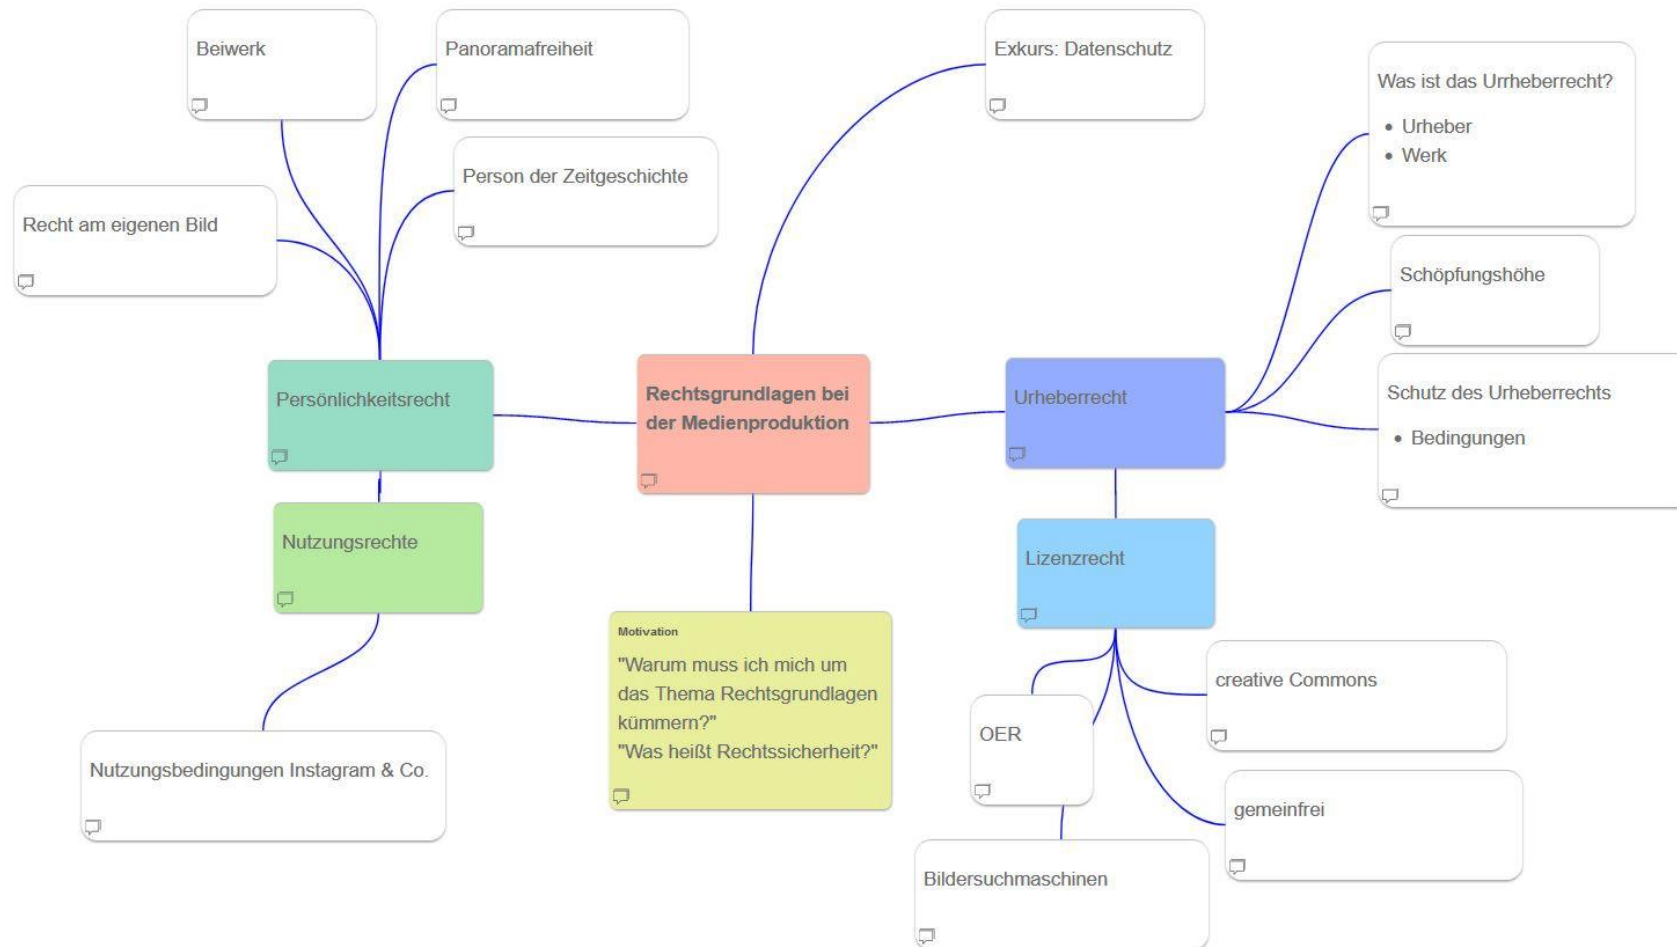 Beiwerk
Panoramafreiheit
Exkurs: Datenschutz
Was ist das Urrheberrecht?
• Urheber
• Werk
Person der Zeitgeschichte
Recht am eigenen Bild
Schöpfungshöhe
Persönlichkeitsrecht
Rechtsgrundlagen bei
der Medienproduktion
Urheberrecht
Schutz des Urheberrechts
• Bedingungen
Nutzungsrechte
Lizenzrecht
Motivation
"Warum muss ich mich um
das Thema Rechtsgrundlagen
kümmern?"
"Was heißt Rechtssicherheit?"
creative Commons
OER
Nutzungsbedingungen Instagram & Co.
gemeinfrei
Bildersuchmaschinen